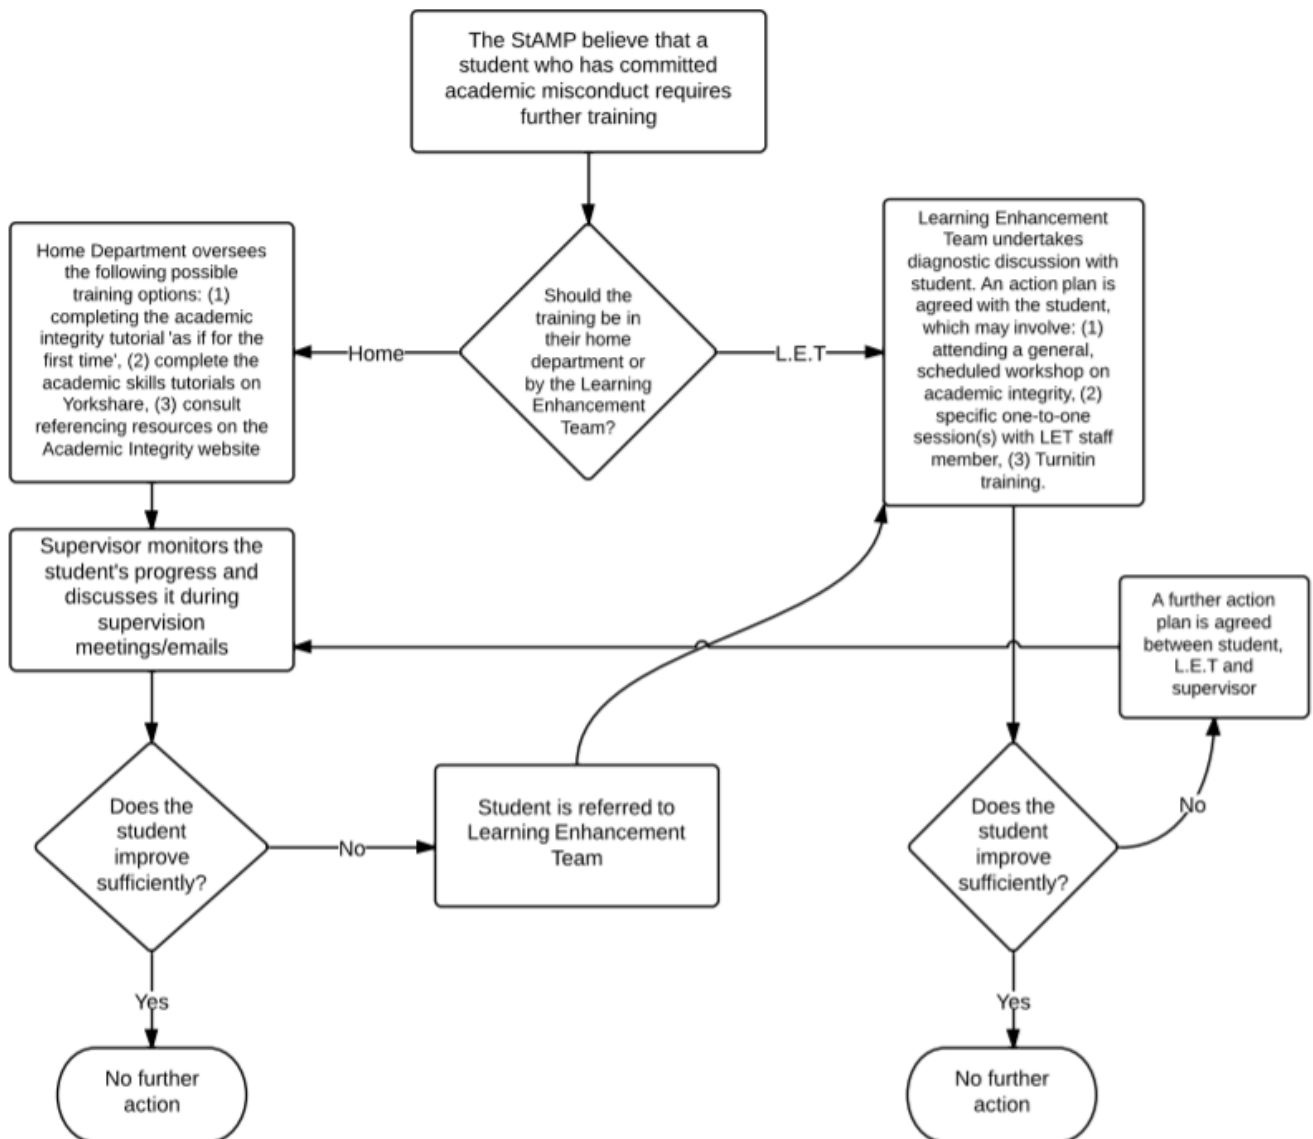 The StAMP believe that a
student who has committed
academic misconduct requires
further training
Home Department oversees
the following possible
training options: (1)
completing the academic
integrity tutorial 'as if for the
first time', (2) complete the
academic skills tutorials on
Yorkshare, (3) consult
referencing resources on the
Academic Integrity website
Home
Should the
training be in
their home
department or
by the Learning
Enhancement
Team?
L.E.T
Learning Enhancement
Team undertakes
diagnostic discussion with
student. An action plan is
agreed with the student,
which may involve: (1)
attending a general,
scheduled workshop on
academic integrity, (2)
specific one-to-one
session(s) with LET staff
member, (3) Turnitin
training.
Supervisor monitors the
student's progress and
discusses it during
supervision
meetings/emails
A further action
plan is agreed
between student,
L.E.T and
supervisor
Does the
student
improve
sufficiently?
No
Student is referred to
Learning Enhancement
Team
Does the
student
improve
sufficiently?
No
Yes
Yes
No further
action
No further
action